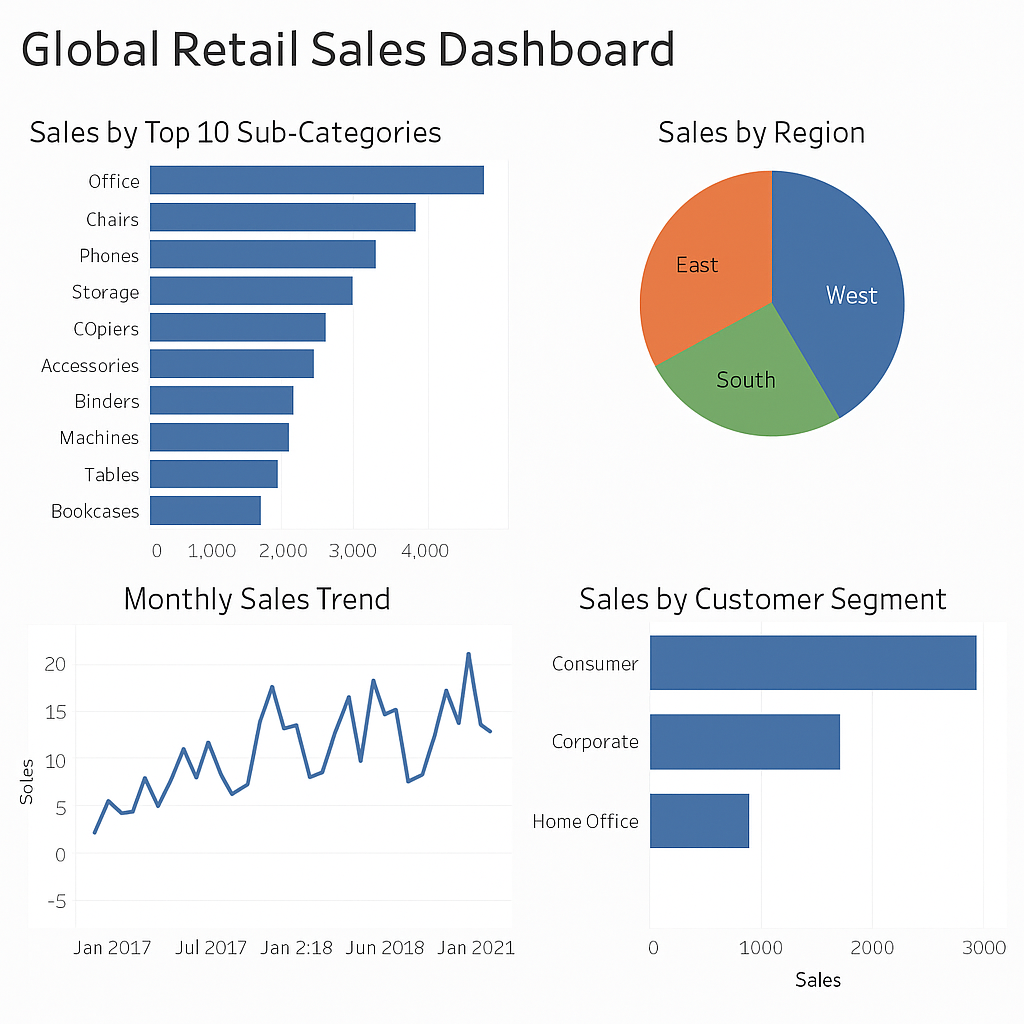 Global Retail Sales Dashboard
Sales by Top 10 Sub-Categories
Office
Chairs
Phones
Storage
COpiers
Accessories
Binders
Machines
Tables
Bookcases
0 1,000 2,000 3,000 4,000
Sales by Region
East
West
South
Monthly Sales Trend
20
15
10
5
0
-5
Soles
Jan 2017 Jul 2017 Jan 2:18 Jun 2018 Jan 2021
Sales by Customer Segment
Consumer
Corporate
Home Office
0 1000 2000 3000
Sales